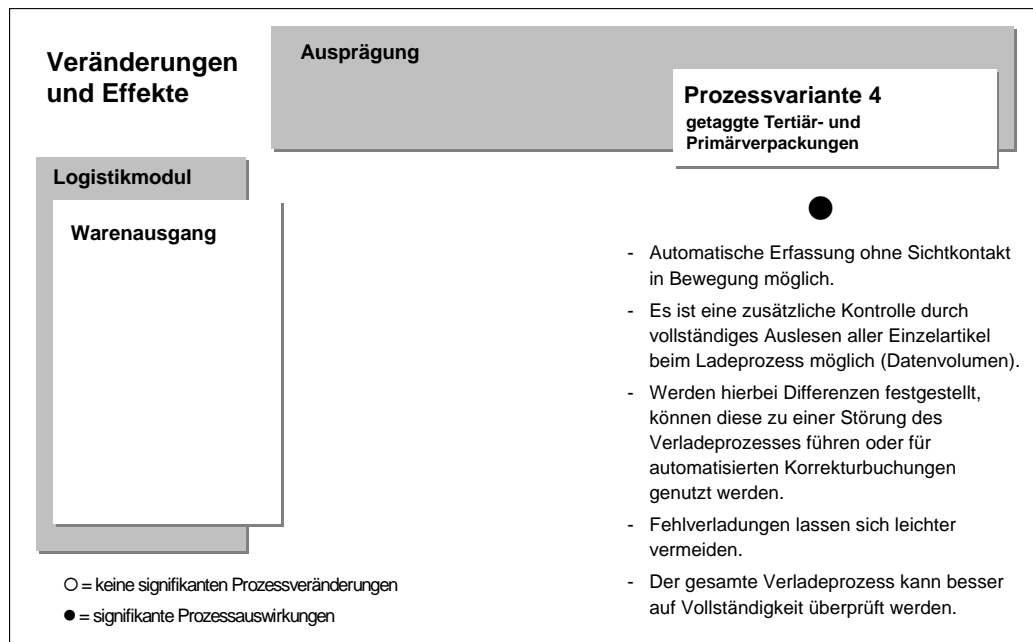 Veränderungen
und Effekte
Ausprägung
Prozessvariante 4
getaggte Tertiär- und
Primärverpackungen
Logistikmodul
Warenausgang
●
- Automatische Erfassung ohne Sichtkontakt
in Bewegung möglich.
- Es ist eine zusätzliche Kontrolle durch
vollständiges Auslesen aller Einzelartikel
beim Ladeprozess möglich (Datenvolumen).
- Werden hierbei Differenzen festgestellt,
können diese zu einer Störung des
Verladeprozesses führen oder für
automatisierten Korrekturbuchungen
genutzt werden.
- Fehlverladungen lassen sich leichter
vermeiden.
- Der gesamte Verladeprozess kann besser
auf Vollständigkeit überprüft werden.
○ = keine signifikanten Prozessveränderungen
● = signifikante Prozessauswirkungen